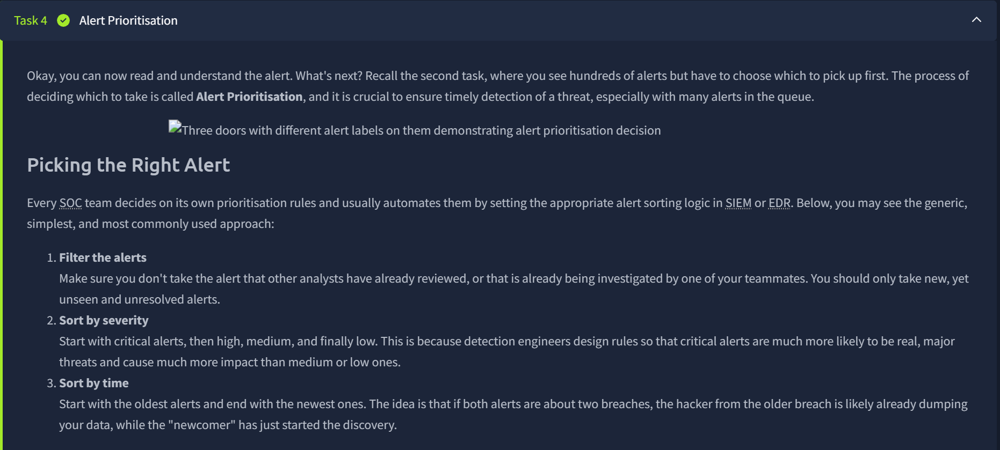 Task 4 Alert Prioritisation
Okay, you can now read and understand the alert. What's next? Recall the second task, where you see hundreds of alerts but have to choose which to pick up first. The process of
deciding which to take is called Alert Prioritisation, and it is crucial to ensure timely detection of a threat, especially with many alerts in the queue.
Three doors with different alert labels on them demonstrating alert prioritisation decision
Picking the Right Alert
Every SOC team decides on its own prioritisation rules and usually automates them by setting the appropriate alert sorting logic in SIEM or EDR. Below, you may see the generic,
simplest, and most commonly used approach:
1. Filter the alerts
Make sure you don't take the alert that other analysts have already reviewed, or that is already being investigated by one of your teammates. You should only take new, yet
unseen and unresolved alerts.
2. Sort by severity
Start with critical alerts, then high, medium, and finally low. This is because detection engineers design rules so that critical alerts are much more likely to be real, major
threats and cause much more impact than medium or low ones.
3. Sort by time
Start with the oldest alerts and end with the newest ones. The idea is that if both alerts are about two breaches, the hacker from the older breach is likely already dumping
your data, while the "newcomer" has just started the discovery.